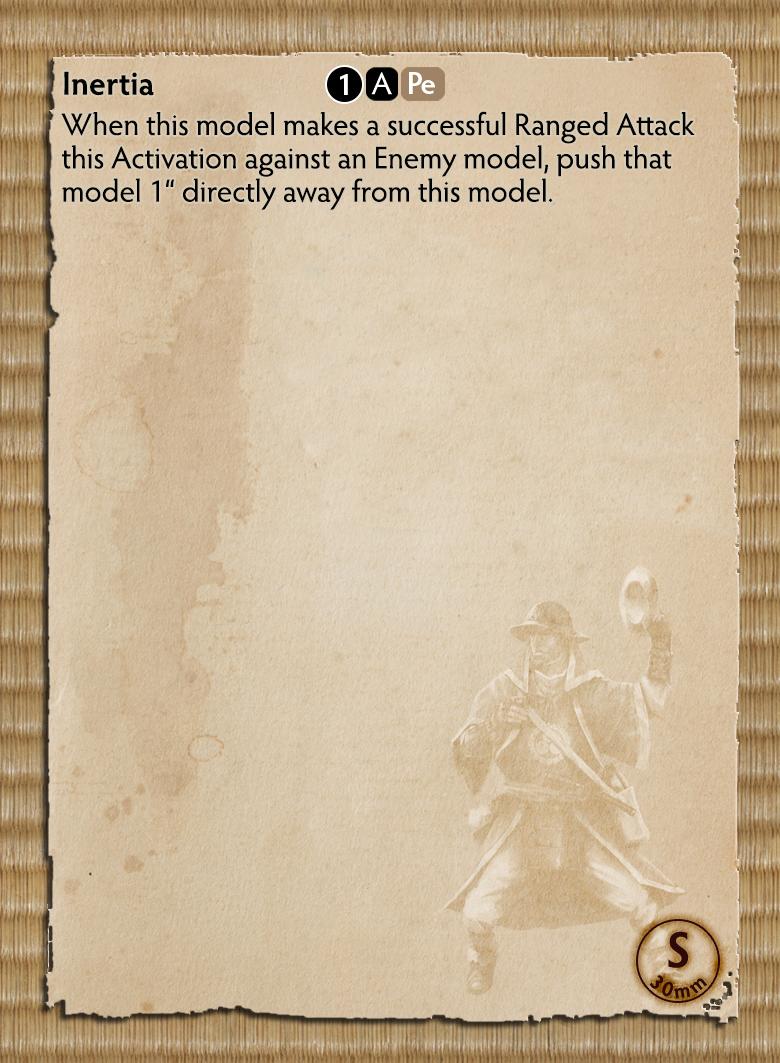 Inertia 1 A Pe
When this model makes a successful Ranged Attack
this Activation against an Enemy model, push that
model 1" directly away from this model.
S
30mm